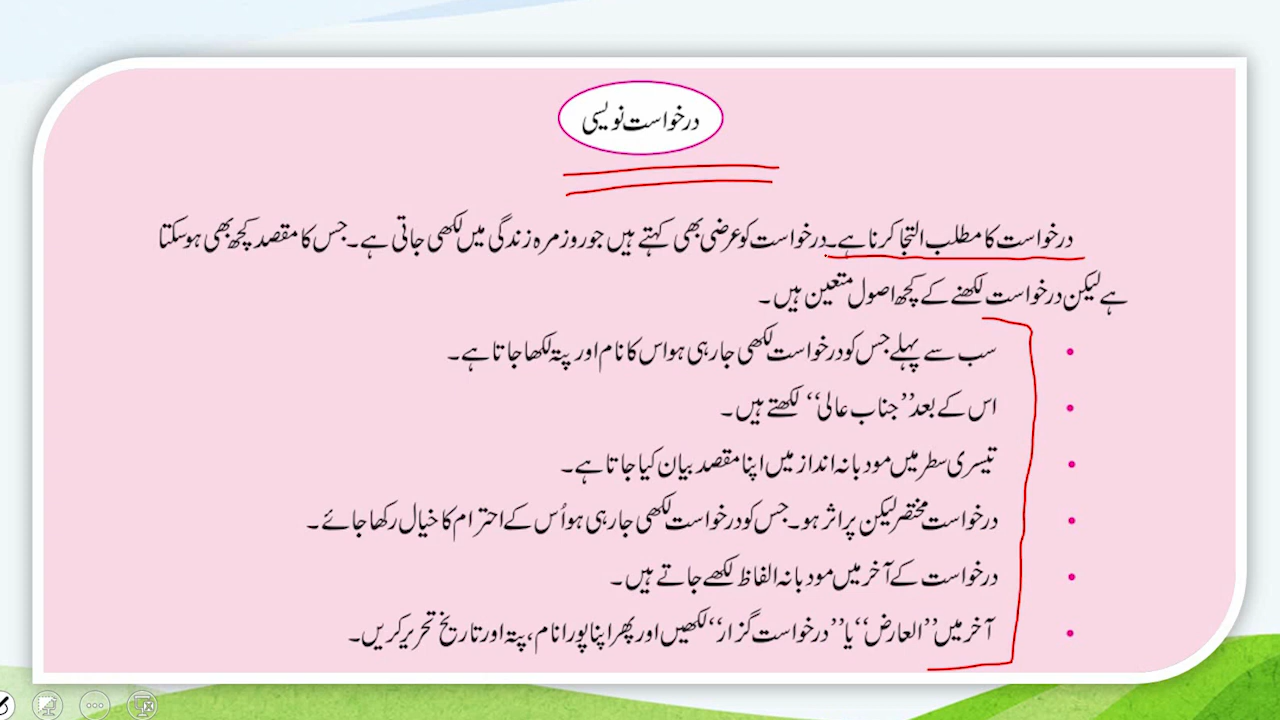 درخواست نویسی
درخواست کا مطلب التجا کرنا ہے۔ درخواست کو عرضی بھی کہتے ہیں جو روزمرہ زندگی میں لکھی جاتی ہے۔ جس کا مقصد کچھ بھی ہو سکتا
ہے لیکن درخواست لکھنے کے کچھ اصول متعین ہیں۔
• سب سے پہلے جس کو درخواست لکھی جا رہی ہو اس کا نام اور پتہ لکھا جاتا ہے۔
• اس کے بعد ’’جناب عالی‘‘ لکھتے ہیں۔
• تیسری سطر میں مودبانہ انداز میں اپنا مقصد بیان کیا جاتا ہے۔
• درخواست مختصر لیکن پر اثر ہو۔ جس کو درخواست لکھی جا رہی ہو اُس کے احترام کا خیال رکھا جائے۔
• درخواست کے آخر میں مودبانہ الفاظ لکھے جاتے ہیں۔
• آخر میں ’’العارض‘‘ یا ’’درخواست گزار‘‘ لکھیں اور پھر اپنا پورا نام، پتہ اور تاریخ تحریر کریں۔